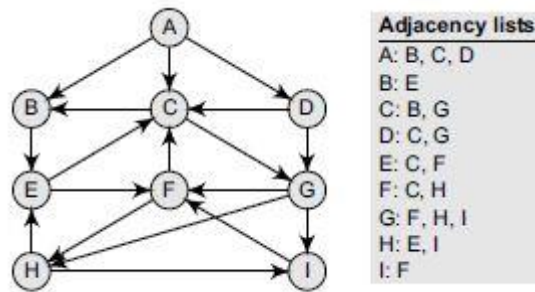 A
B
C
D
E
F
G
H
I
Adjacency lists
A: B, C, D
B: E
C: B, G
D: C, G
E: C, F
F: C, H
G: F, H, I
H: E, I
I: F